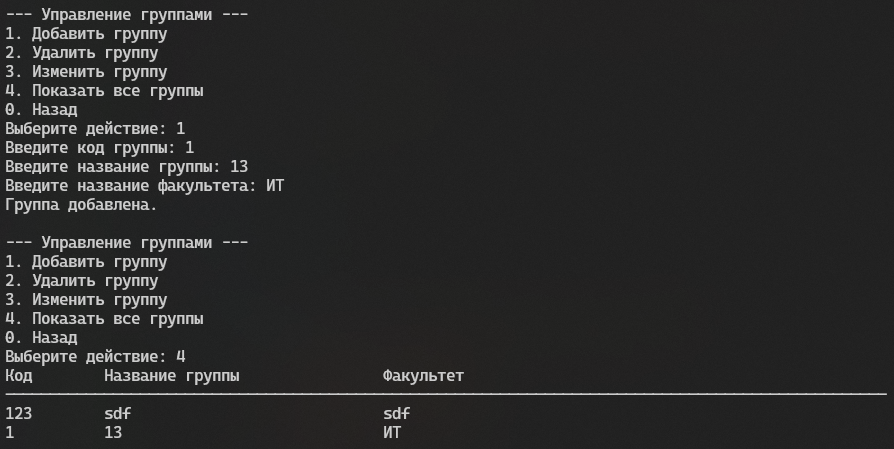 --- Управление группами ---
1. Добавить группу
2. Удалить группу
3. Изменить группу
4. Показать все группы
0. Назад
Выберите действие: 1
Введите код группы: 1
Введите название группы: 13
Введите название факультета: ИТ
Группа добавлена.
--- Управление группами ---
1. Добавить группу
2. Удалить группу
3. Изменить группу
4. Показать все группы
0. Назад
Выберите действие: 4
Код Название группы Факультет
123 sdf sdf
1 13 ИТ